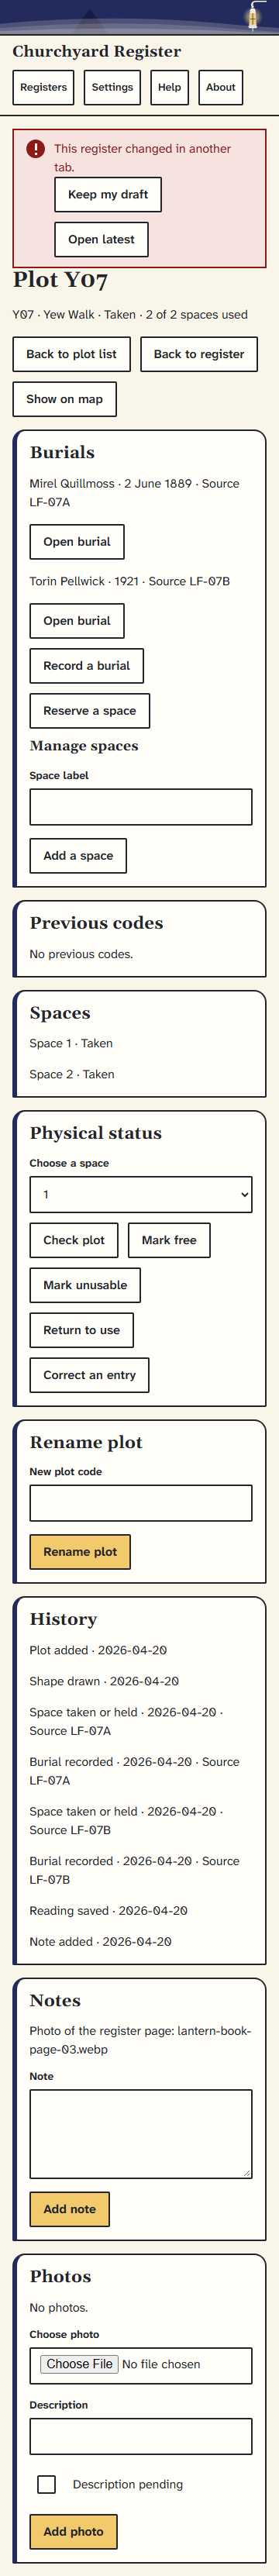 Churchyard Register
Registers
Settings
Help
About
This register changed in another
tab.
Keep my draft
Open latest
Plot Y07
Y07 · Yew Walk · Taken · 2 of 2 spaces used
Back to plot list
Back to register
Show on map
Burials
Mirel Quillmoss · 2 June 1889 · Source
LF-07A
Open burial
Torin Pellwick · 1921 · Source LF-07B
Open burial
Record a burial
Reserve a space
Manage spaces
Space label
Add a space
Previous codes
No previous codes.
Spaces
Space 1 · Taken
Space 2 · Taken
Physical status
Choose a space
1
Check plot
Mark free
Mark unusable
Return to use
Correct an entry
Rename plot
New plot code
Rename plot
History
Plot added · 2026-04-20
Shape drawn · 2026-04-20
Space taken or held · 2026-04-20 ·
Source LF-07A
Burial recorded · 2026-04-20 · Source
LF-07A
Space taken or held · 2026-04-20 ·
Source LF-07B
Burial recorded · 2026-04-20 · Source
LF-07B
Reading saved · 2026-04-20
Note added · 2026-04-20
Notes
Photo of the register page: lantern-book-
page-03.webp
Note
Add note
Photos
No photos.
Choose photo
Choose File No file chosen
Description
Description pending
Add photo